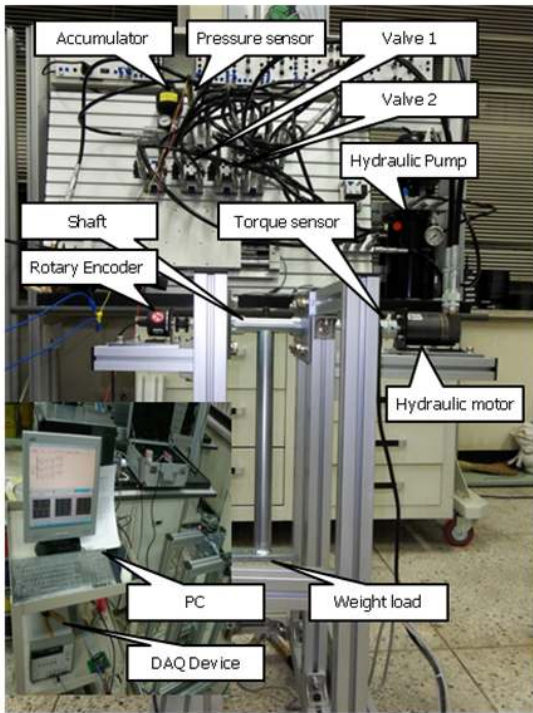 Accumulator
Pressure sensor
Valve 1
Valve 2
Hydraulic Pump
Shaft
Torque sensor
Rotary Encoder
Hydraulic motor
PC
Weight load
DAQ Device